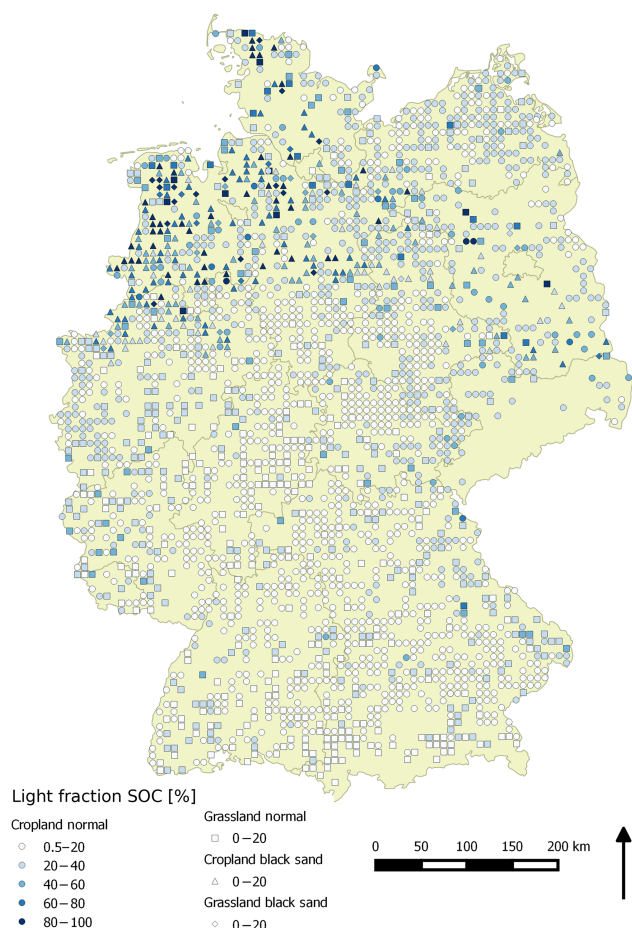 Light fraction SOC [%]
Cropland normal
0.5–20
20–40
40–60
60–80
80–100
Grassland normal
0–20
Cropland black sand
0–20
Grassland black sand
0–20
0 50 100 150 200 km